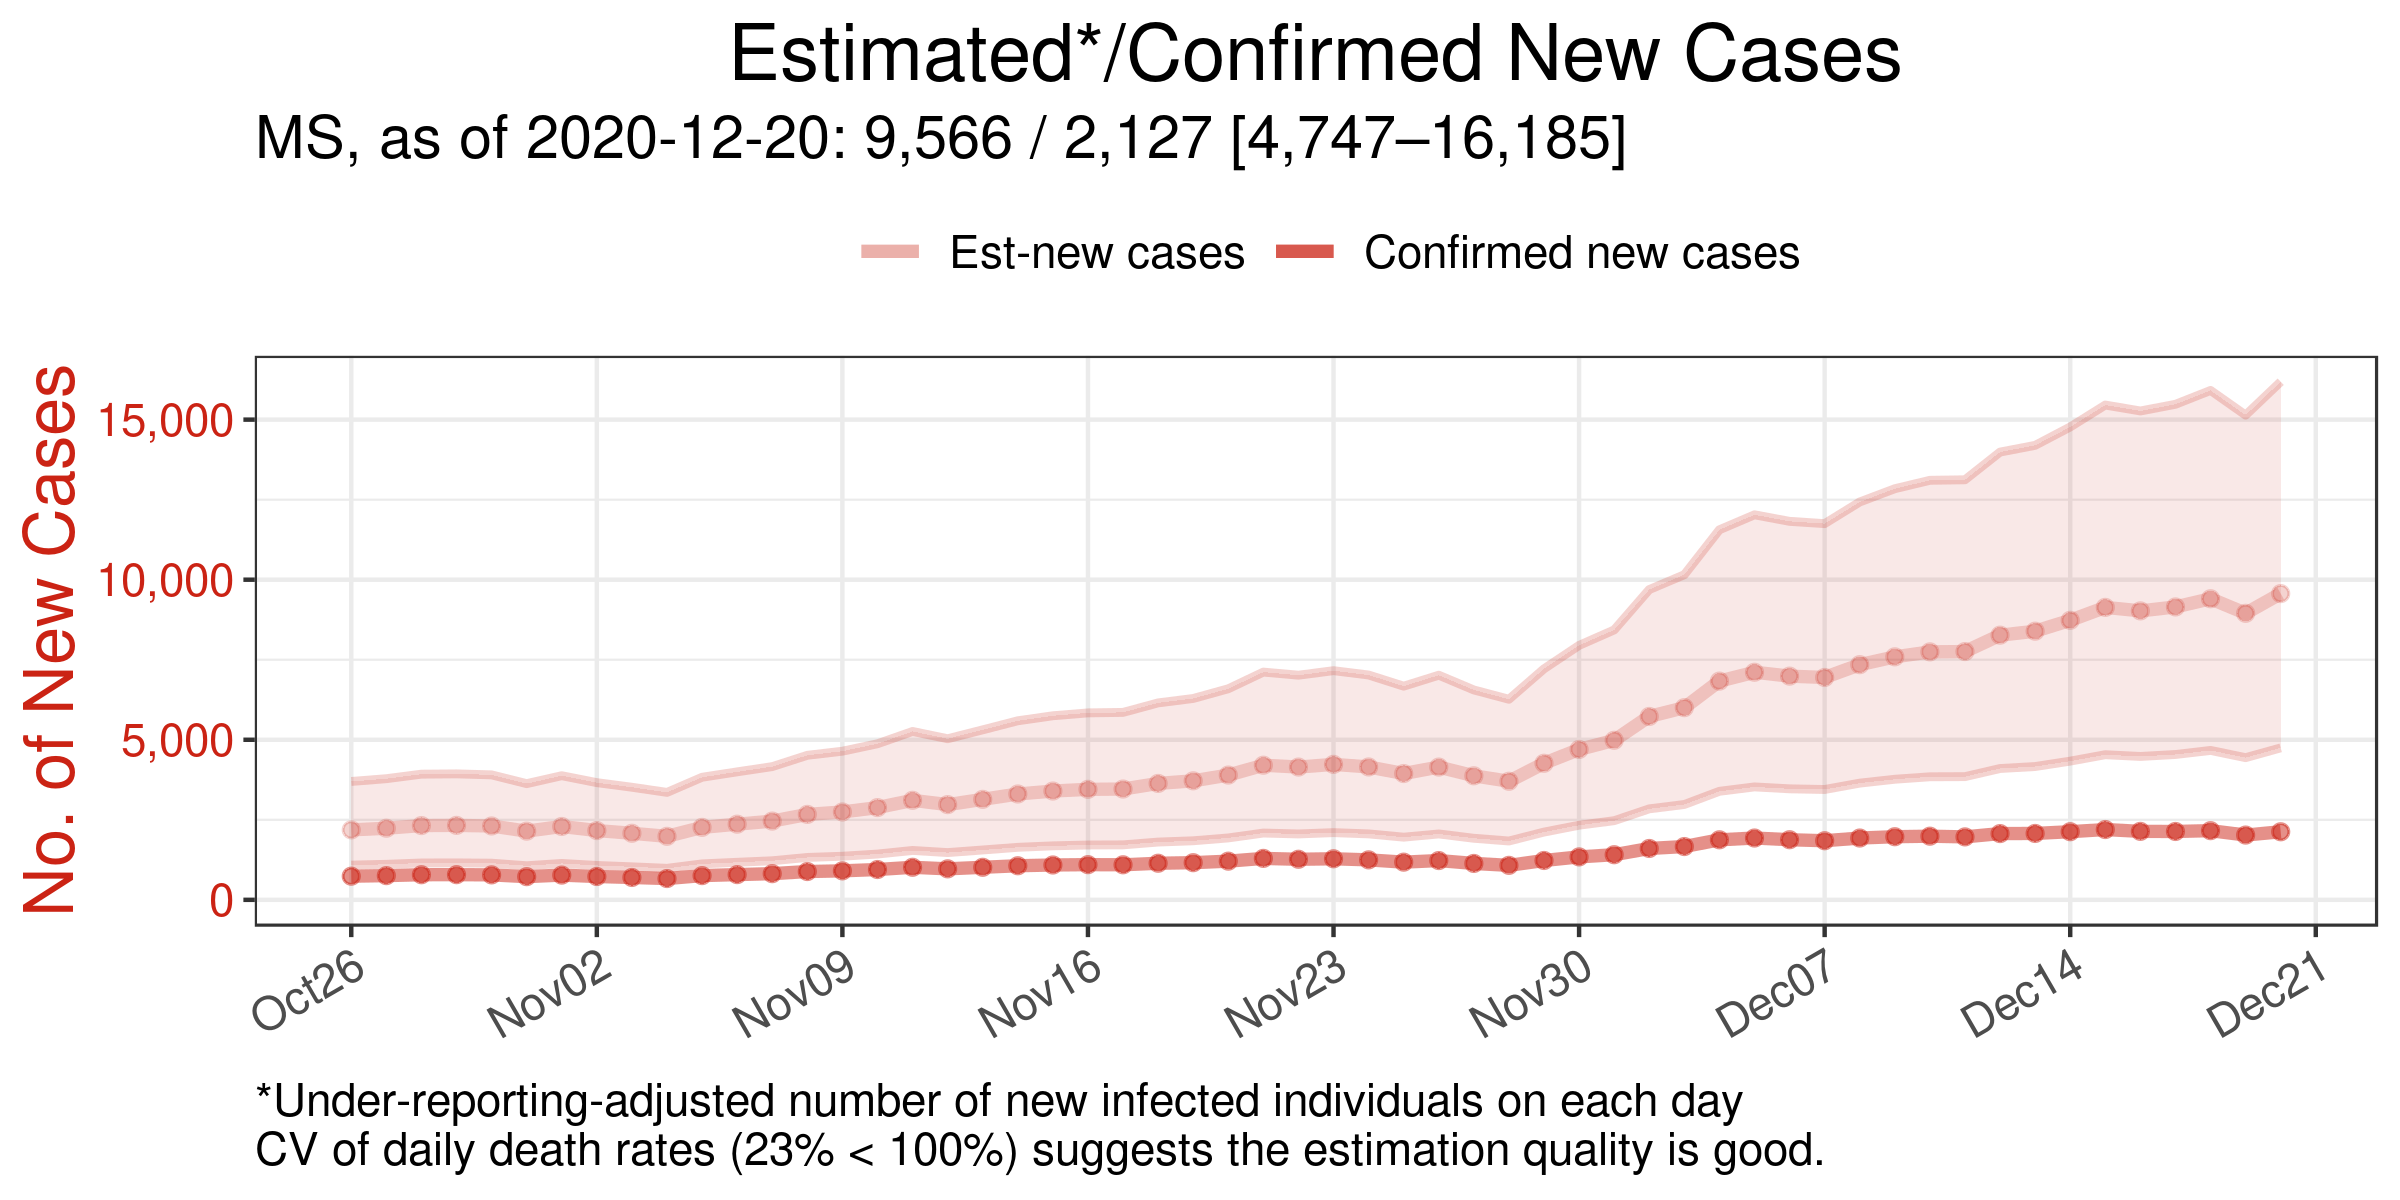 Estimated*/Confirmed New Cases
MS, as of 2020-12-20: 9,566 / 2,127 [4,747–16,185]
Est-new cases
Confirmed new cases
No. of New Cases
15,000
10,000
5,000
0
Oct26
Nov02
Nov09
Nov16
Nov23
Nov30
Dec07
Dec14
Dec21
*Under-reporting-adjusted number of new infected individuals on each day
CV of daily death rates (23% < 100%) suggests the estimation quality is good.